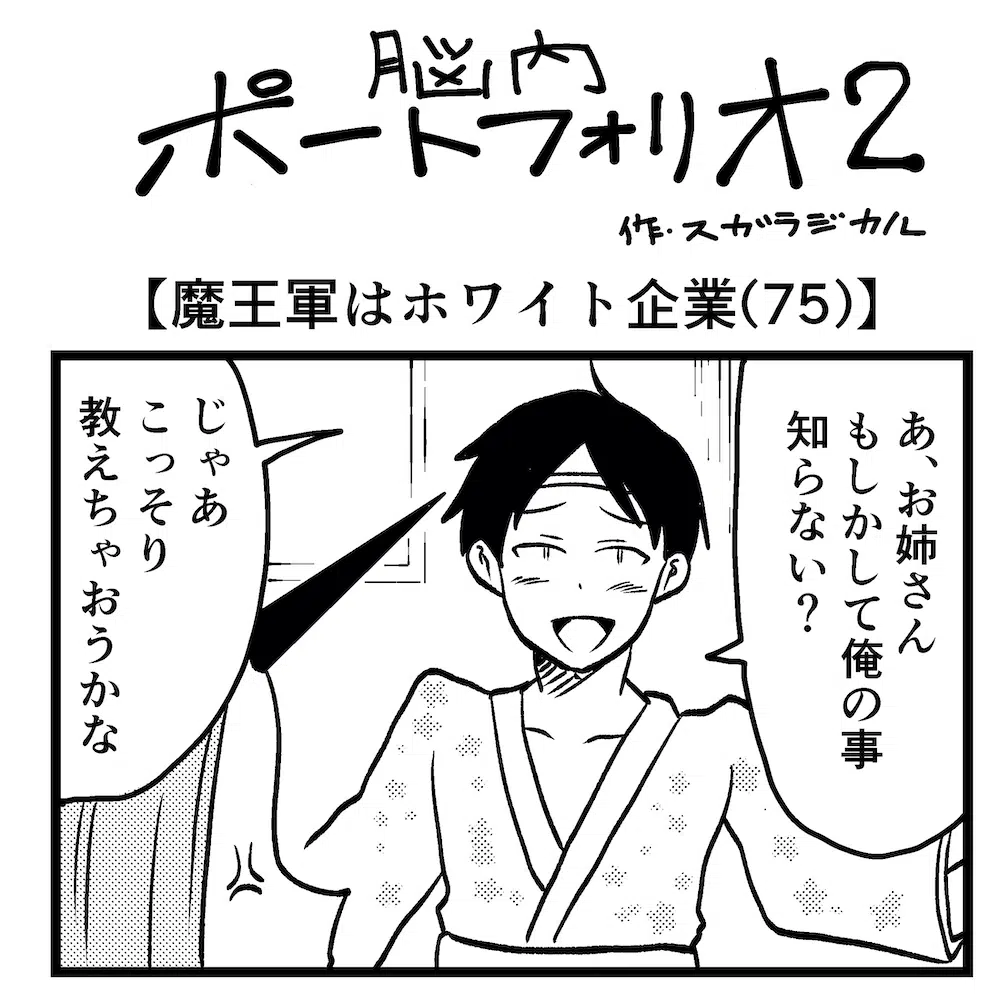 脳内
ポートフォリオ2
作・スガラジカル
【魔王軍はホワイト企業(75)】
あ、お姉さん
もしかして俺の事
知らない？
じゃあ
こっそり
教えちゃおうかな